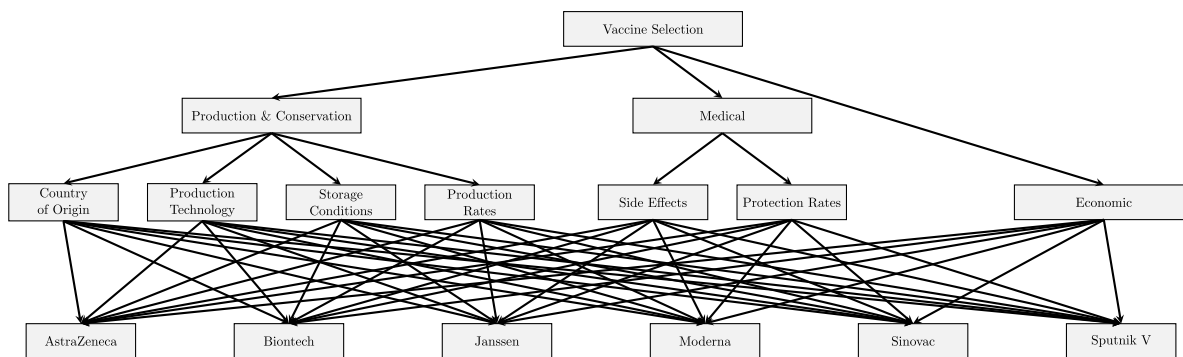 Vaccine Selection
Production & Conservation
Medical
Country
of Origin
Production
Technology
Storage
Conditions
Production
Rates
Side Effects
Protection Rates
Economic
AstraZeneca
Biontech
Janssen
Moderna
Sinovac
Sputnik V